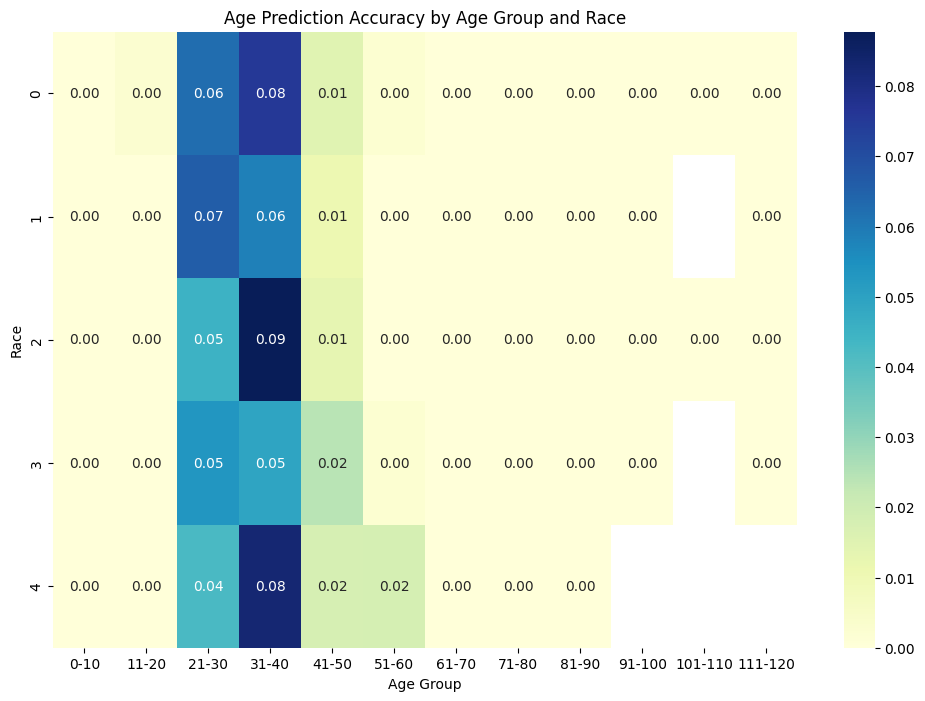 Age Prediction Accuracy by Age Group and Race
0 0.00 0.00 0.06 0.08 0.01 0.00 0.00 0.00 0.00 0.00 0.00 0.00
1 0.00 0.00 0.07 0.06 0.01 0.00 0.00 0.00 0.00 0.00 0.00
2 0.00 0.00 0.05 0.09 0.01 0.00 0.00 0.00 0.00 0.00 0.00 0.00
3 0.00 0.00 0.05 0.05 0.02 0.00 0.00 0.00 0.00 0.00 0.00
4 0.00 0.00 0.04 0.08 0.02 0.02 0.00 0.00 0.00
Race
0-10 11-20 21-30 31-40 41-50 51-60 61-70 71-80 81-90 91-100 101-110 111-120
Age Group
0.08
0.07
0.06
0.05
0.04
0.03
0.02
0.01
0.00